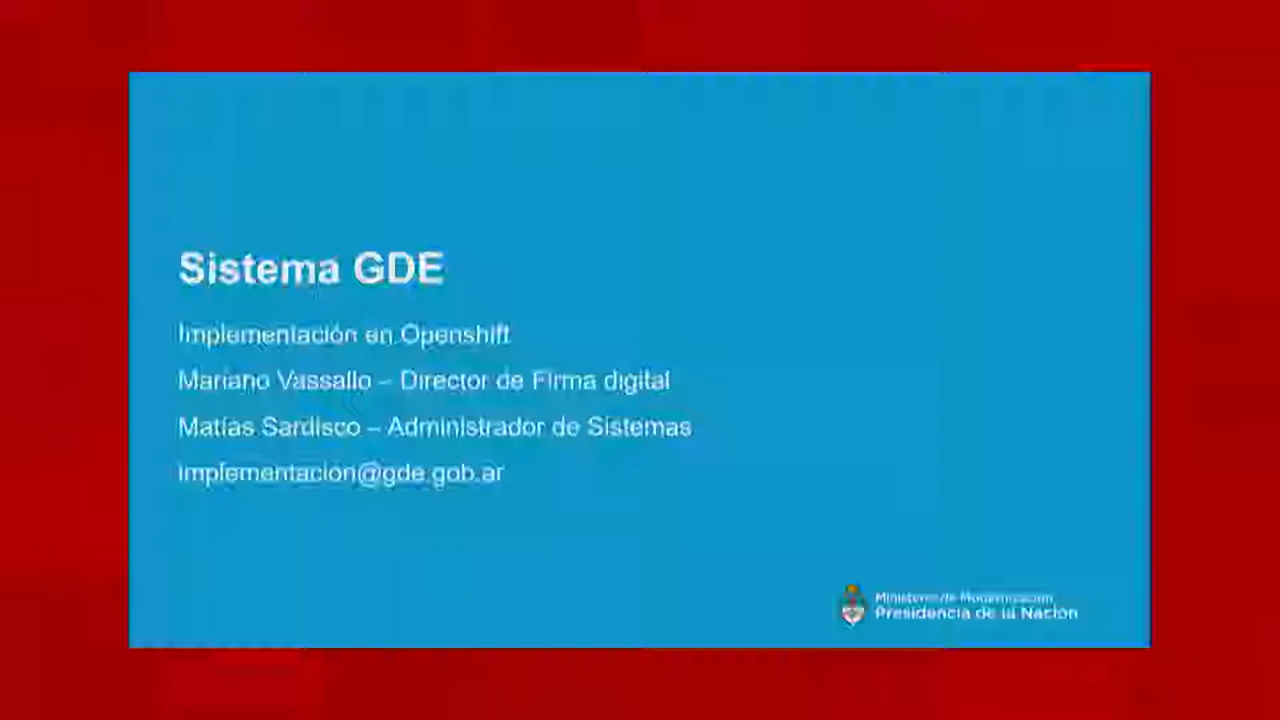 Sistema GDE
Implementación en Openshift
Mariano Vassallo – Director de Firma digital
Matías Sardisco – Administrador de Sistemas
implementacion@gde.gob.ar
Ministerio de Modernización
Presidencia de la Nación